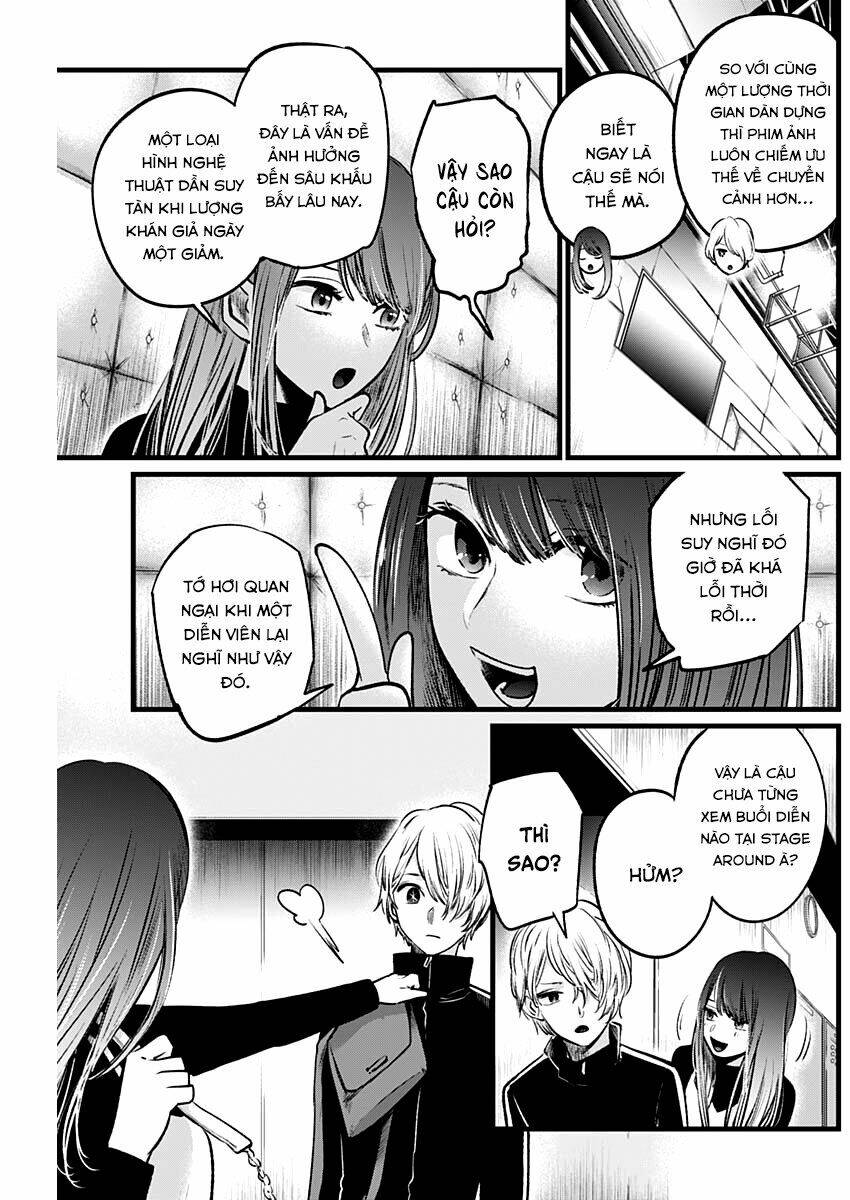 SO VỚI CÙNG
MỘT LƯỢNG THỜI
GIAN DÀN DỰNG
THÌ PHIM ẢNH
LUÔN CHIẾM ƯU
THẾ VỀ CHUYỂN
CẢNH HƠN...
BIẾT
NGAY LÀ
CẬU SẼ NÓI
THẾ MÀ.
VẬY SAO
CẬU CÒN
HỎI?
THẬT RA,
ĐÂY LÀ VẤN ĐỀ
ẢNH HƯỞNG
ĐẾN SÂU KHẤU
BẤY LÂU NAY.
MỘT LOẠI
HÌNH NGHỆ
THUẬT DẦN SUY
TÀN KHI LƯỢNG
KHÁN GIẢ NGÀY
MỘT GIẢM.
NHƯNG LỐI
SUY NGHĨ ĐÓ
GIỜ ĐÃ KHÁ
LỖI THỜI
RỒI...
TỚ HƠI QUAN
NGẠI KHI MỘT
DIỄN VIÊN LẠI
NGHĨ NHƯ VẬY
ĐÓ.
VẬY LÀ CẬU
CHƯA TỪNG
XEM BUỔI DIỄN
NÀO TẠI STAGE
AROUND À?
HỬM?
THÌ
SAO?